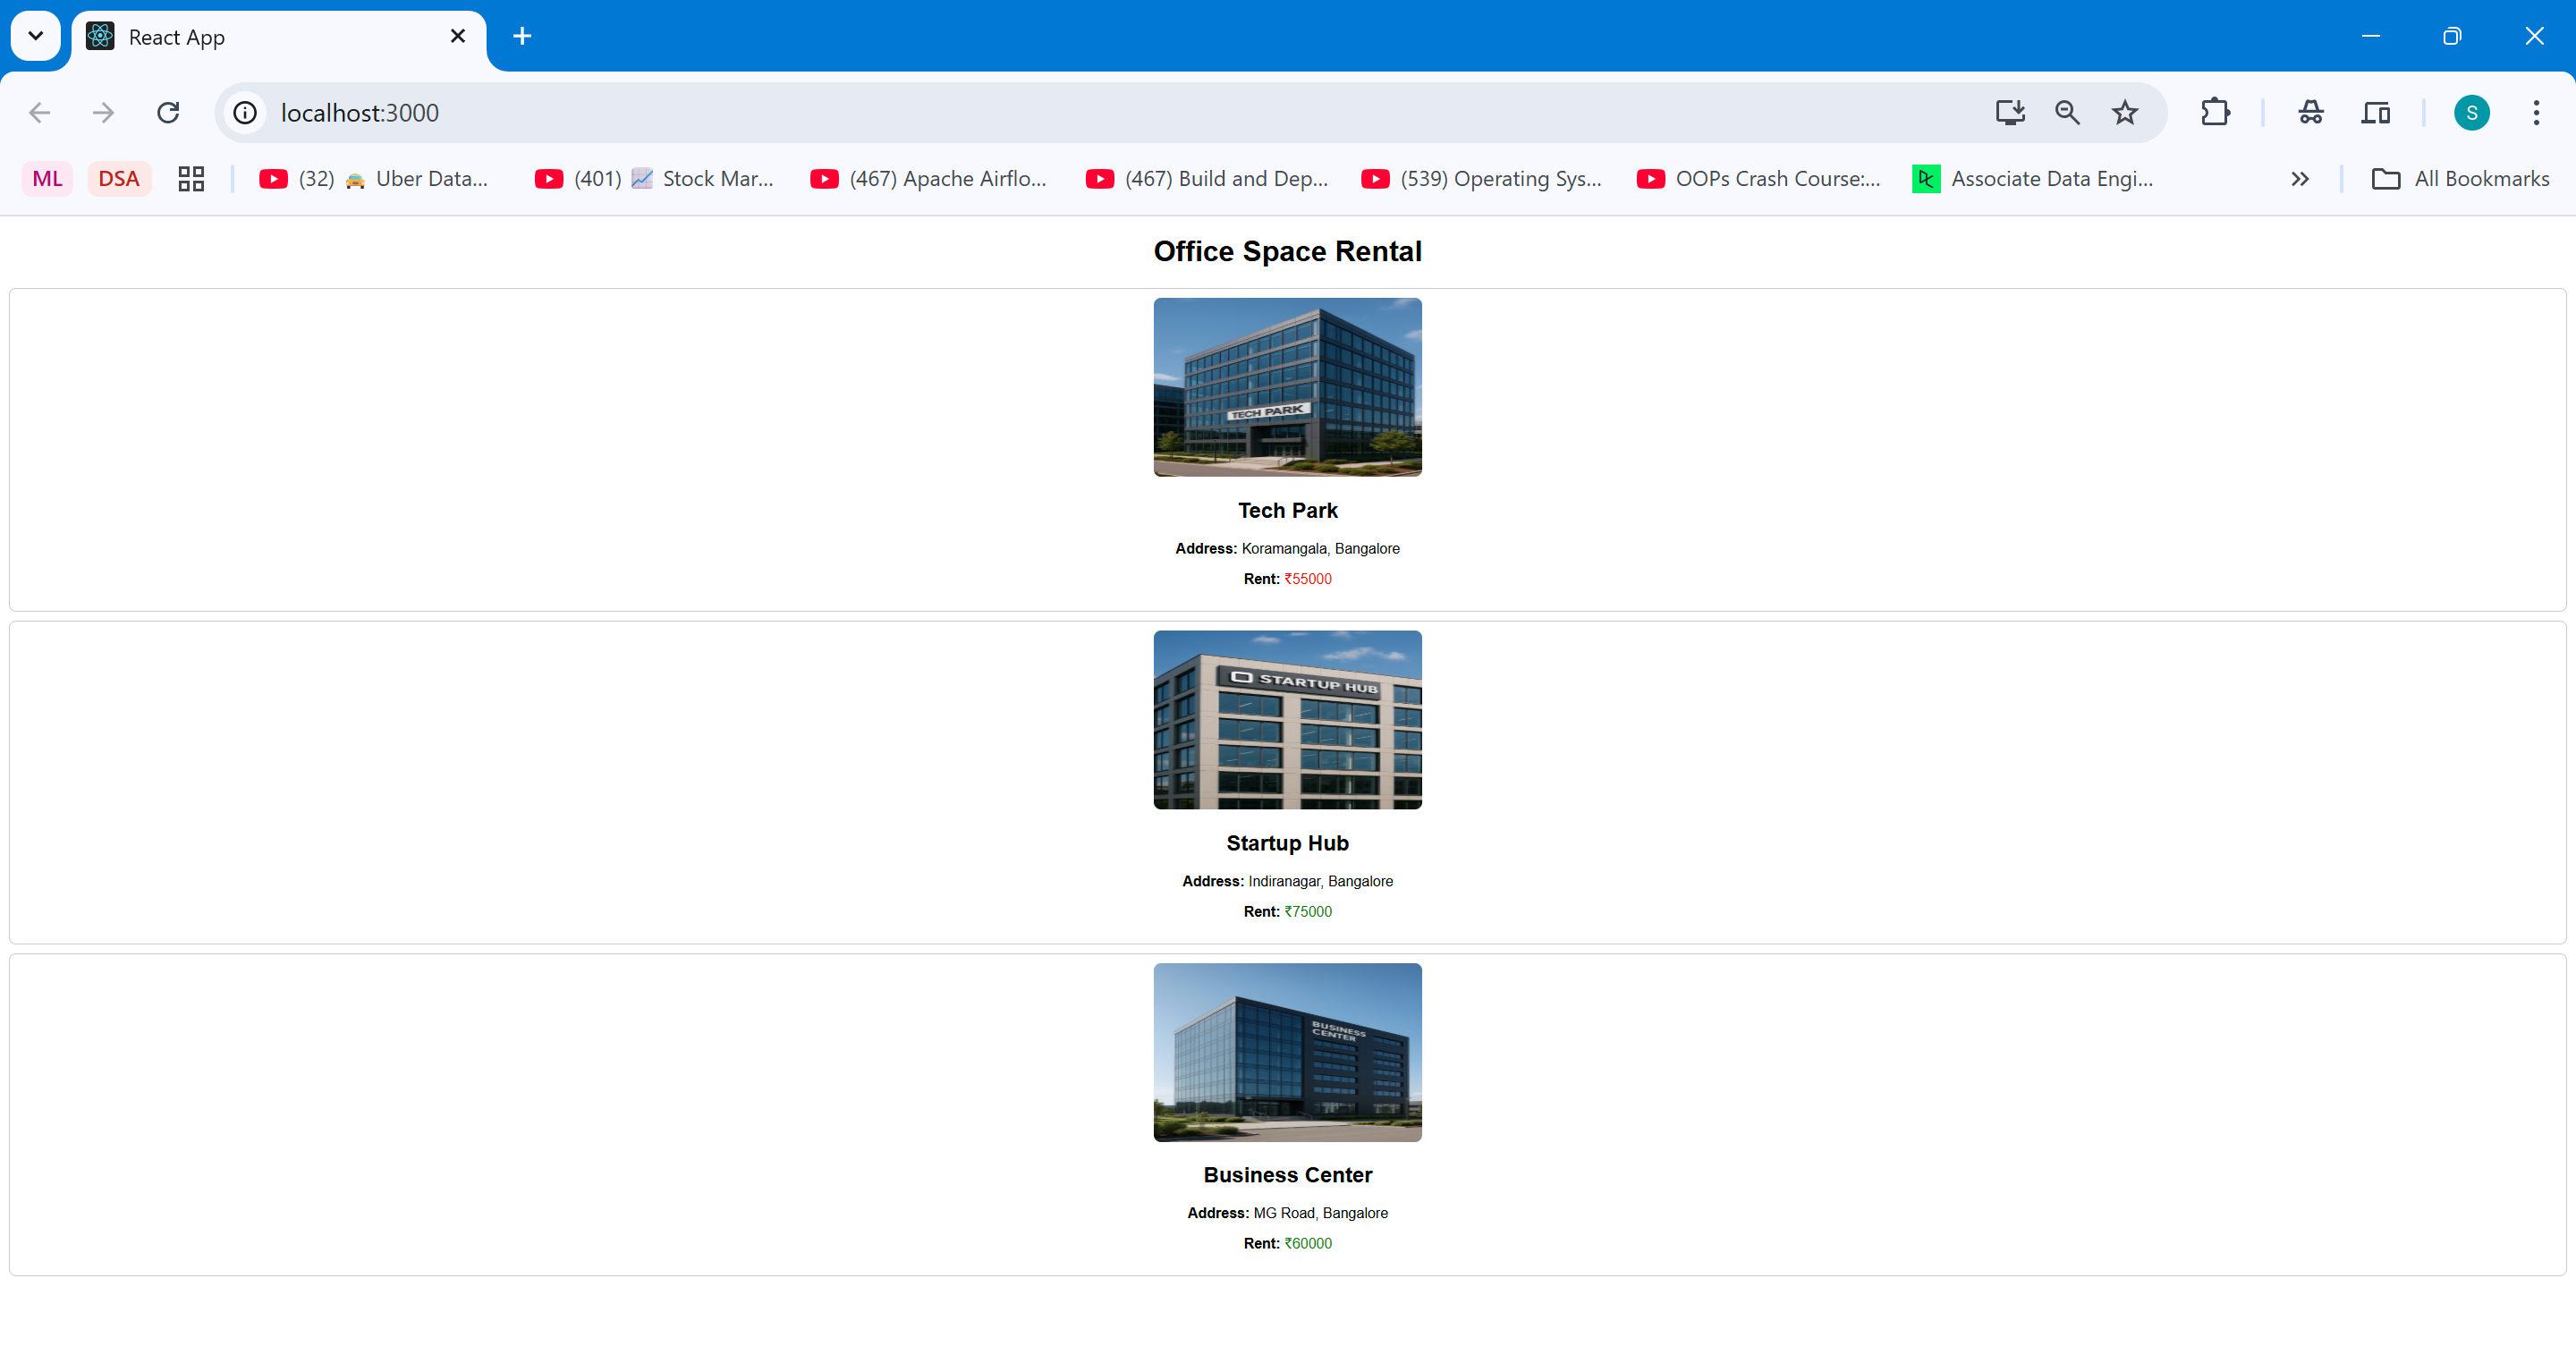 React App
localhost:3000
ML DSA (32) 🚖 Uber Data... (401) 📈 Stock Mar... (467) Apache Airflo... (467) Build and Dep... (539) Operating Sys... OOPs Crash Course:... Associate Data Engi... All Bookmarks
S
Office Space Rental
TECH PARK
Tech Park
Address: Koramangala, Bangalore
Rent: ₹55000
STARTUP HUB
Startup Hub
Address: Indiranagar, Bangalore
Rent: ₹75000
BUSINESS
CENTER
Business Center
Address: MG Road, Bangalore
Rent: ₹60000